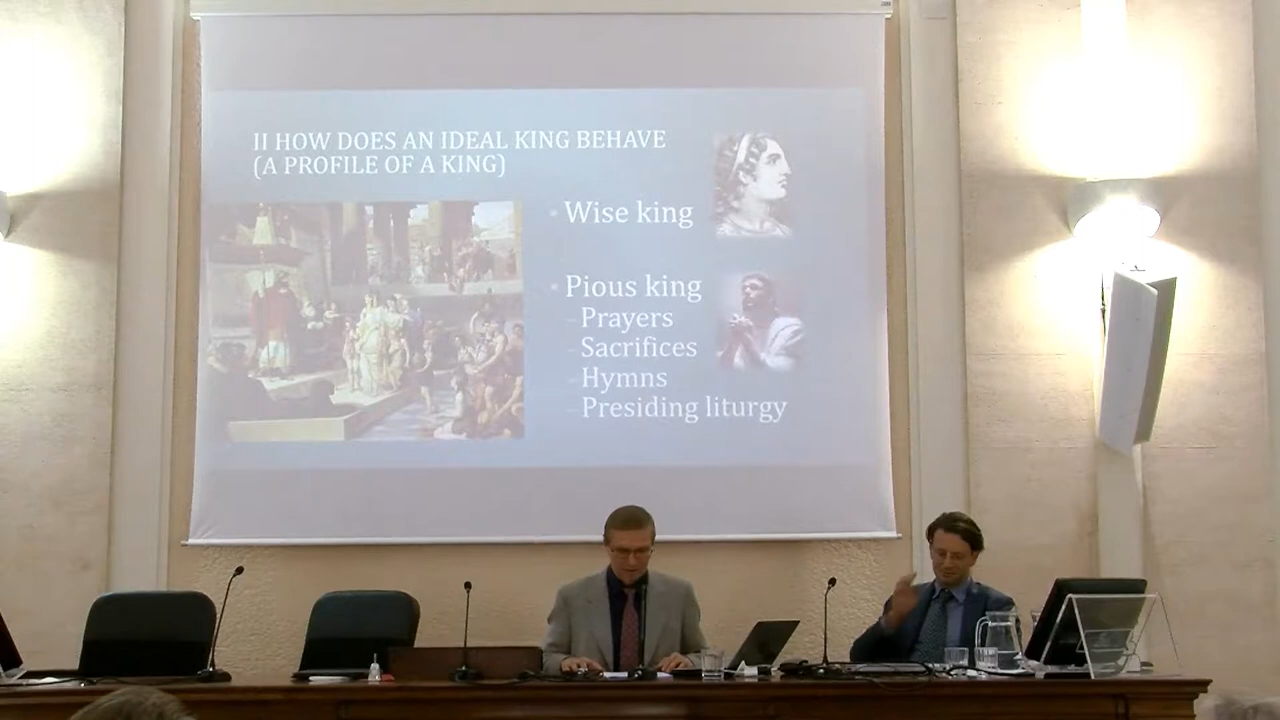 II HOW DOES AN IDEAL KING BEHAVE
(A PROFILE OF A KING)
Wise king
Pious king
– Prayers
– Sacrifices
– Hymns
– Presiding liturgy